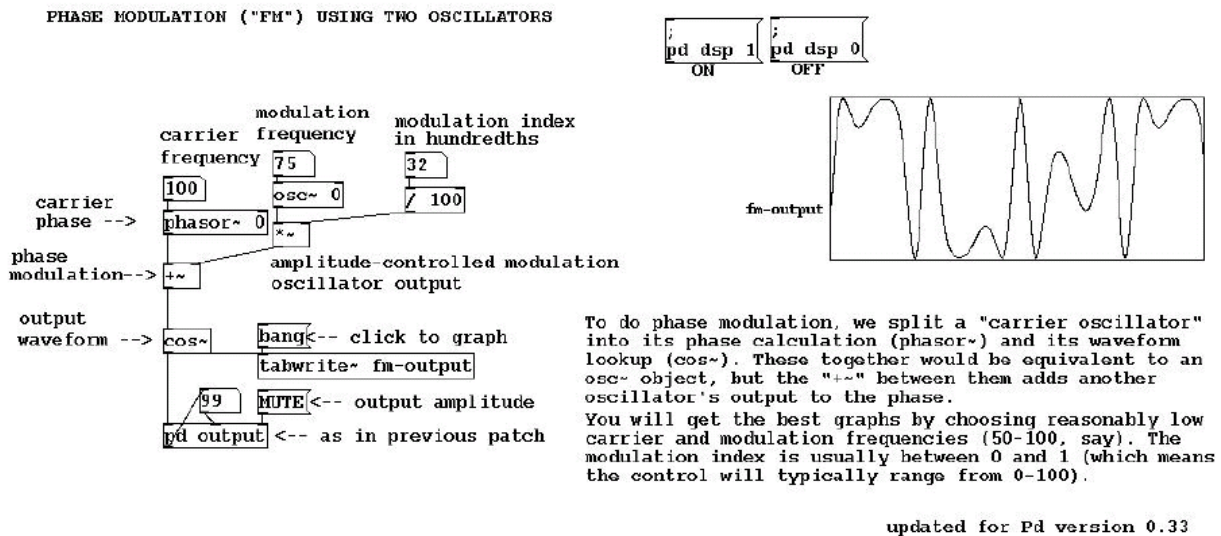 PHASE MODULATION ("FM") USING TWO OSCILLATORS
;
pd dsp 1
ON
;
pd dsp 0
OFF
carrier
frequency
modulation
frequency
modulation index
in hundredths
100
75
32
carrier
phase -->
phasor~ 0
osc~ 0
/ 100
*~
phase
modulation-->
+~
amplitude-controlled modulation
oscillator output
output
waveform -->
cos~
bang
<-- click to graph
tabwrite~ fm-output
99
MUTE
<-- output amplitude
pd output
<-- as in previous patch
fm-output
To do phase modulation, we split a "carrier oscillator"
into its phase calculation (phasor~) and its waveform
lookup (cos~). These together would be equivalent to an
osc~ object, but the "+~" between them adds another
oscillator's output to the phase.
You will get the best graphs by choosing reasonably low
carrier and modulation frequencies (50-100, say). The
modulation index is usually between 0 and 1 (which means
the control will typically range from 0-100).
updated for Pd version 0.33